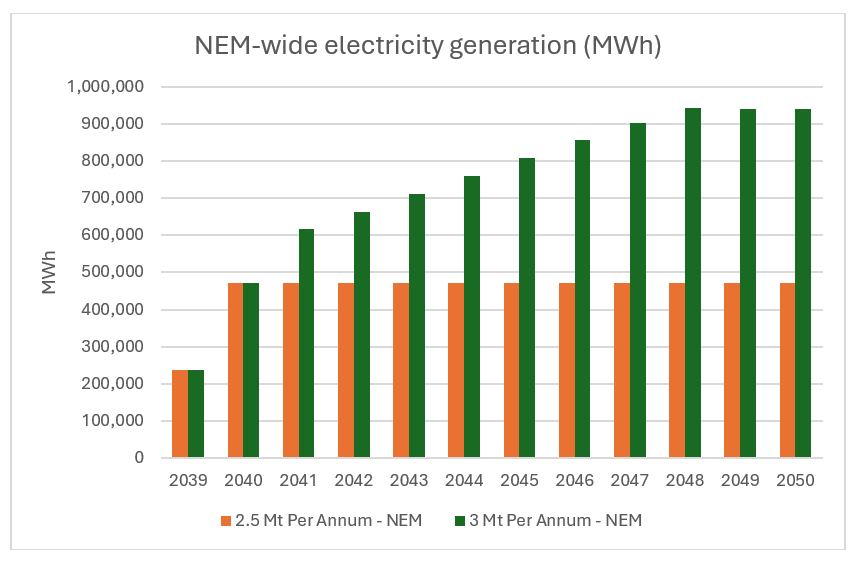 NEM-wide electricity generation (MWh)
1,000,000
900,000
800,000
700,000
600,000
500,000
400,000
300,000
200,000
100,000
0
MWh
2039 2040 2041 2042 2043 2044 2045 2046 2047 2048 2049 2050
2.5 Mt Per Annum - NEM 3 Mt Per Annum - NEM